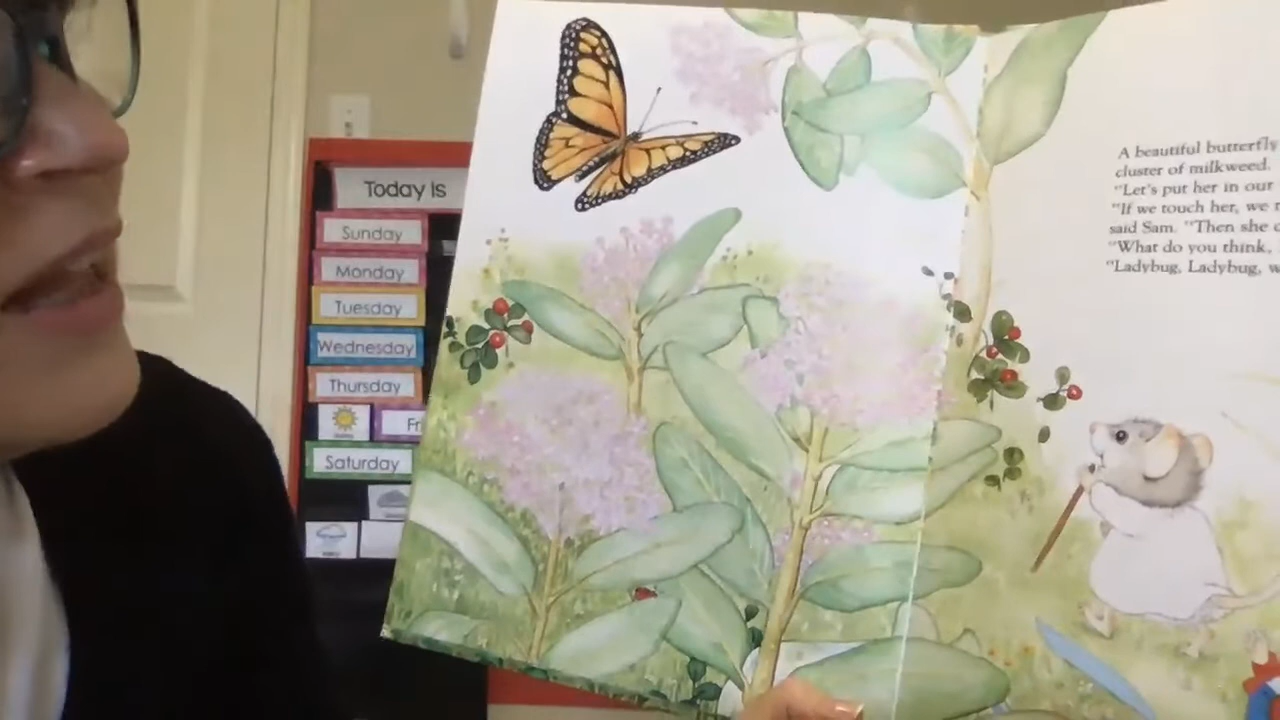 Today Is
Sunday
Monday
Tuesday
Wednesday
Thursday
Fr
Saturday
A beautiful butterfly
cluster of milkweed.
"Let's put her in our
"If we touch her, we
said Sam. "Then she
"What do you think,
"Ladybug, Ladybug,